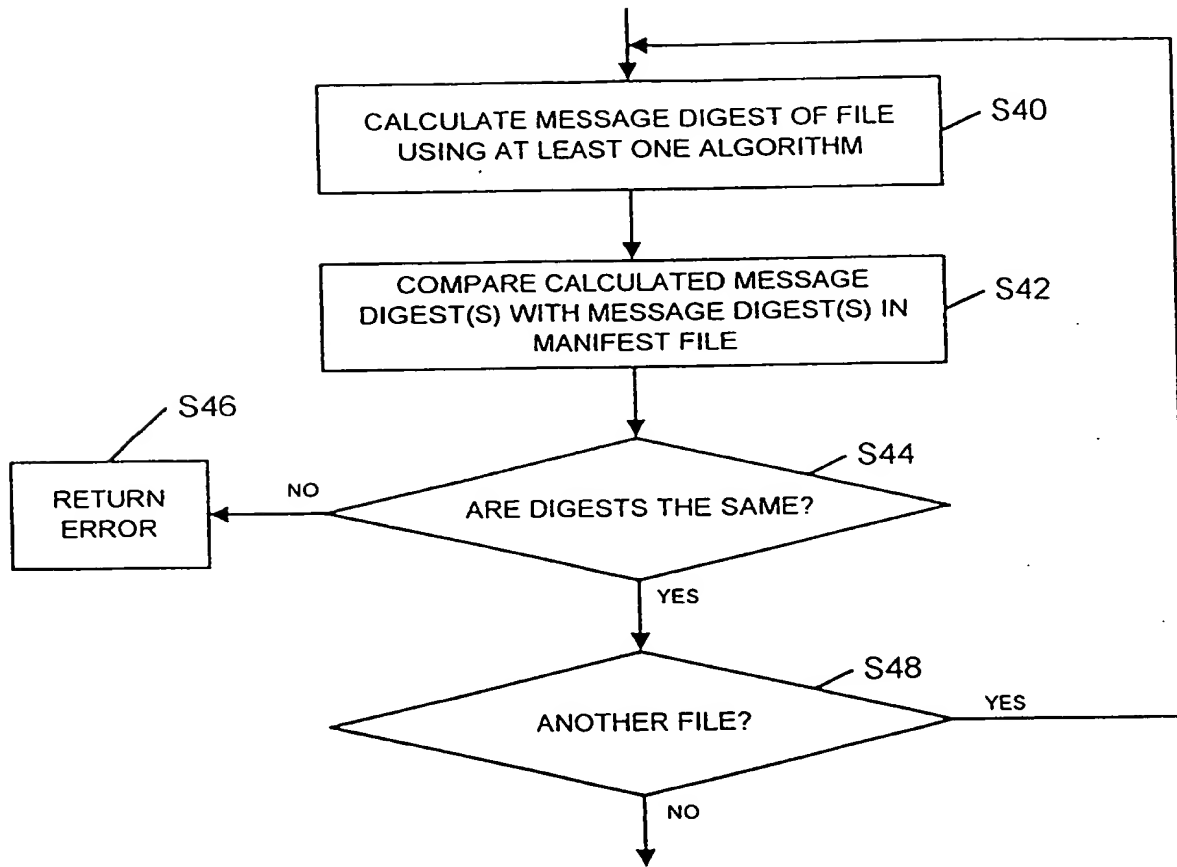 CALCULATE MESSAGE DIGEST OF FILE
USING AT LEAST ONE ALGORITHM
S40
COMPARE CALCULATED MESSAGE
DIGEST(S) WITH MESSAGE DIGEST(S) IN
MANIFEST FILE
S42
S46
RETURN
ERROR
NO
S44
ARE DIGESTS THE SAME?
YES
S48
ANOTHER FILE?
YES
NO